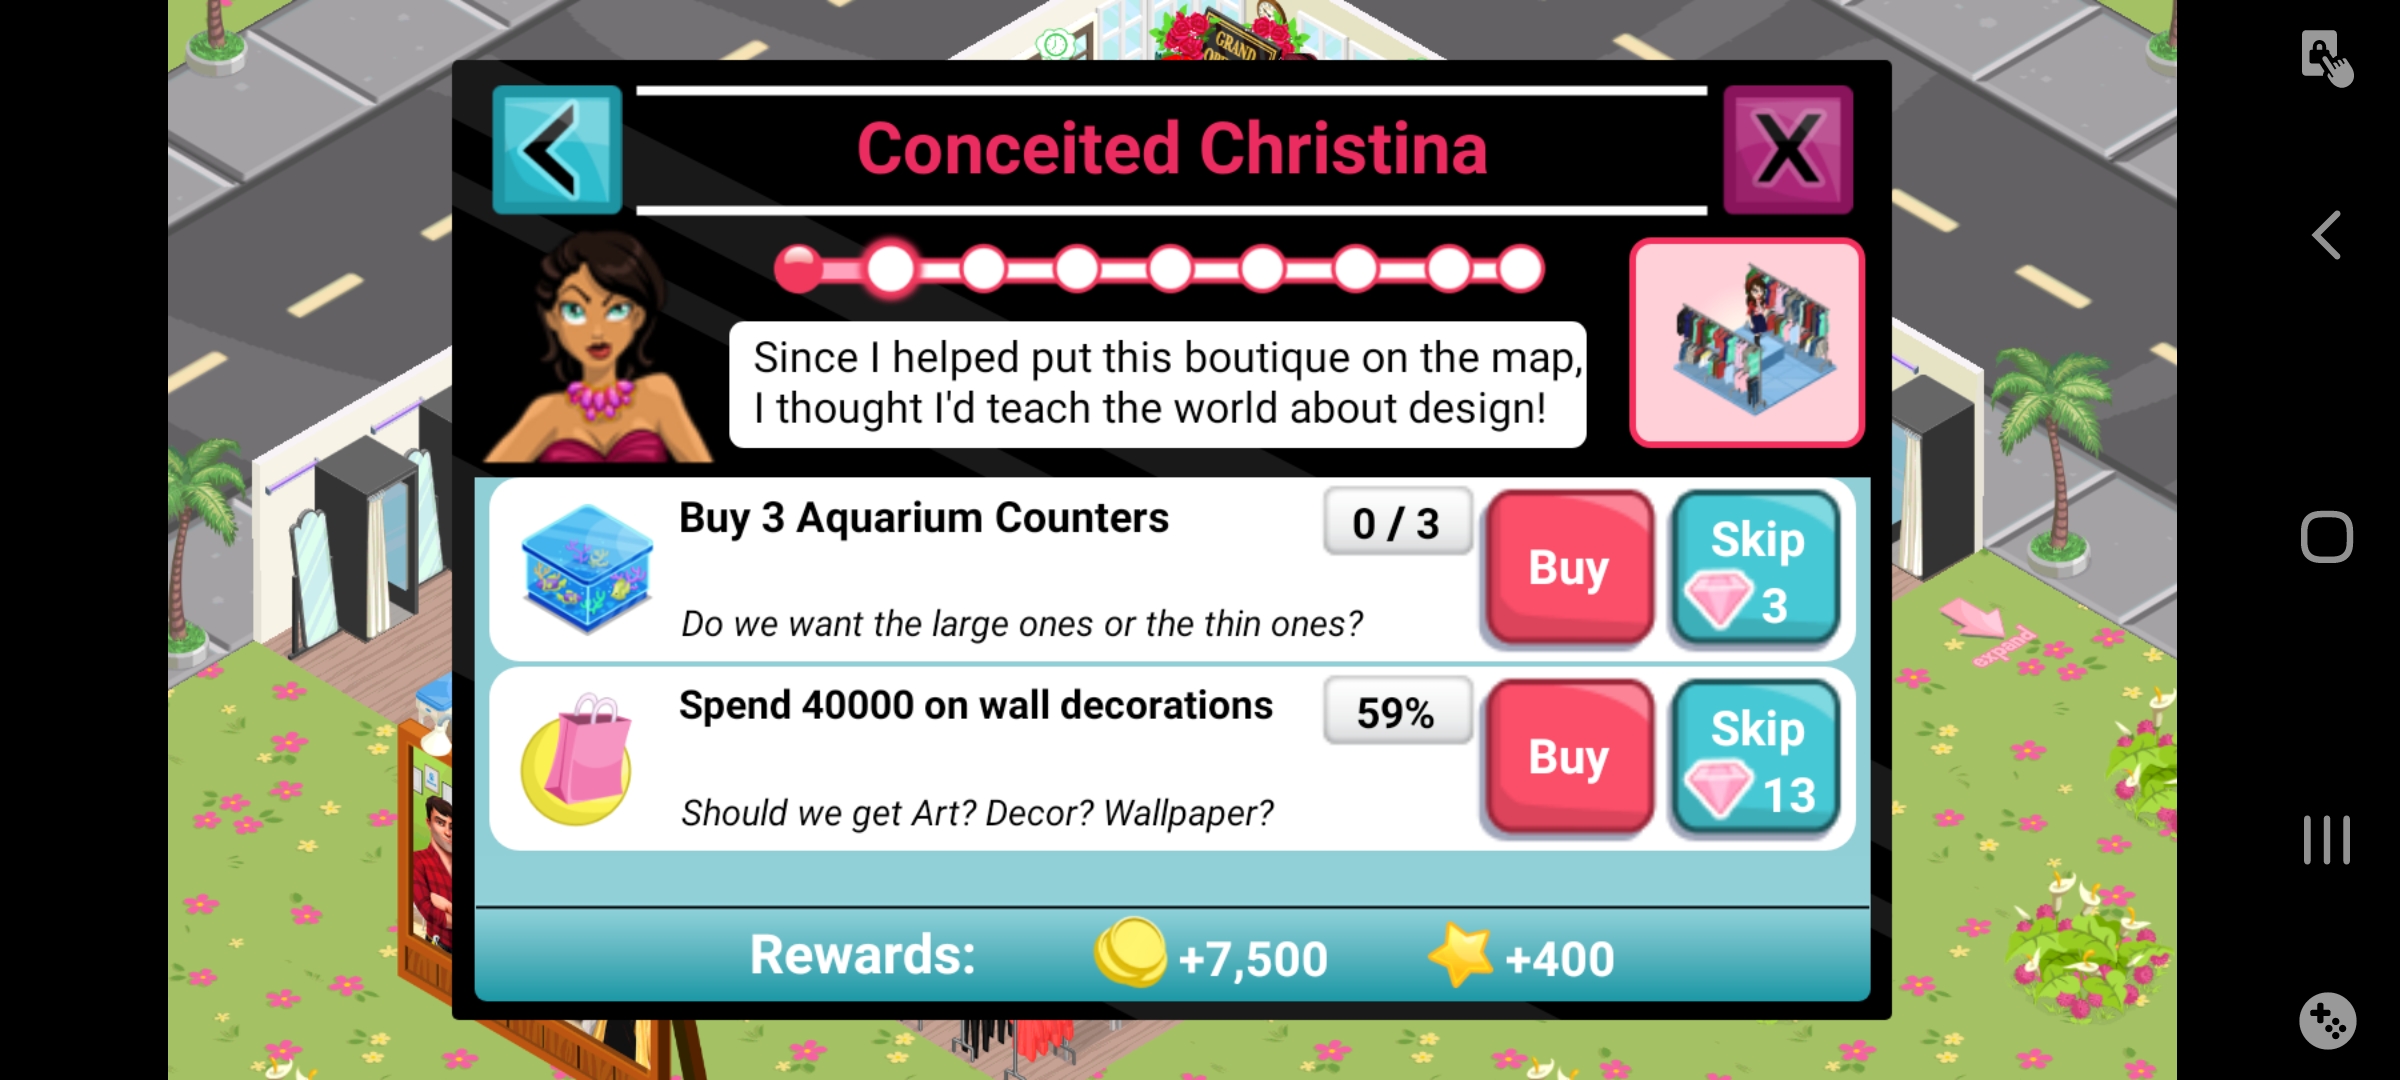 GRAND
Conceited Christina
X
Since I helped put this boutique on the map,
I thought I'd teach the world about design!
Buy 3 Aquarium Counters
0 / 3
Buy
Skip
3
Do we want the large ones or the thin ones?
expand
Spend 40000 on wall decorations
59%
Buy
Skip
13
Should we get Art? Decor? Wallpaper?
Rewards:
+7,500
+400